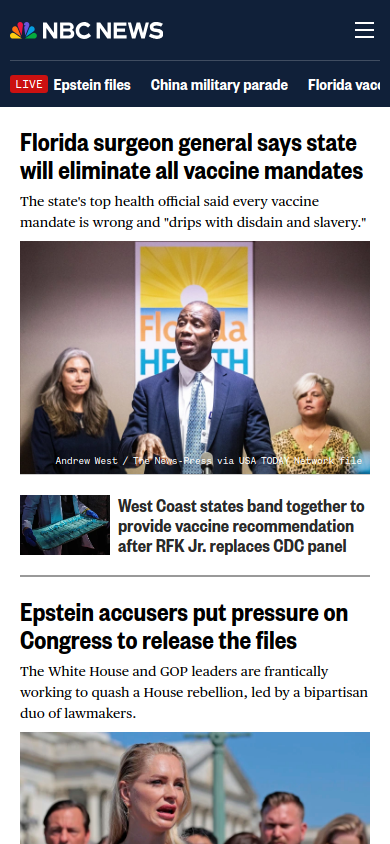 NBC NEWS
LIVE Epstein files China military parade Florida vacc
Florida surgeon general says state
will eliminate all vaccine mandates
The state's top health official said every vaccine
mandate is wrong and "drips with disdain and slavery."
Florida
HEALTH
Andrew West / The News-Press via USA TODAY Network file
West Coast states band together to
provide vaccine recommendation
after RFK Jr. replaces CDC panel
Epstein accusers put pressure on
Congress to release the files
The White House and GOP leaders are frantically
working to quash a House rebellion, led by a bipartisan
duo of lawmakers.